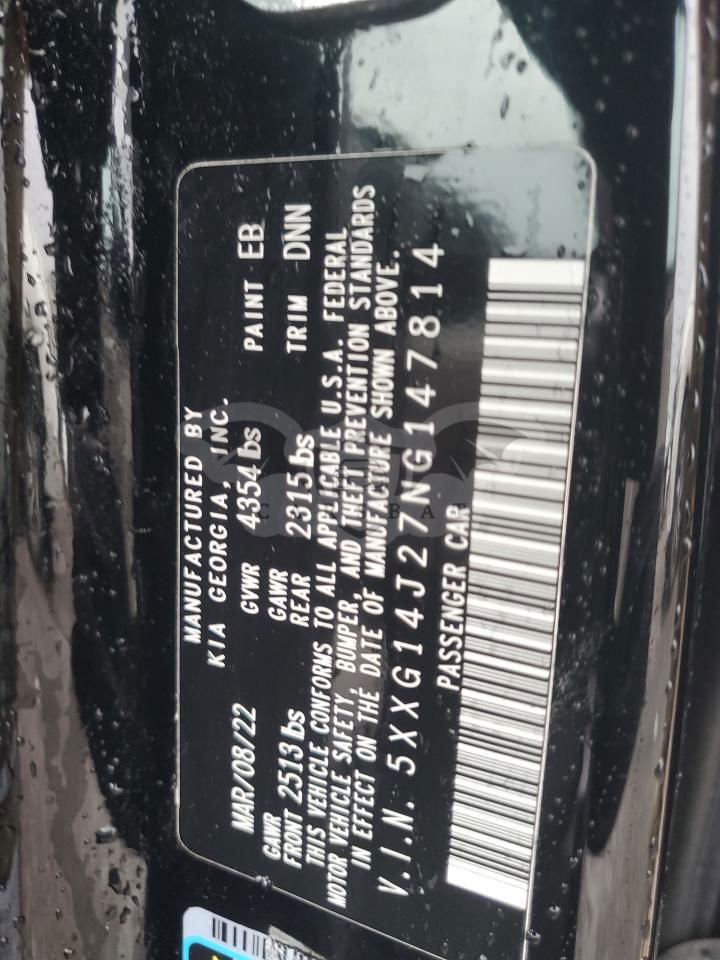 MANUFACTURED BY
KIA GEORGIA, INC.
MAR/08/22 GVWR 4354 lbs PAINT EB
GAWR FRONT 2513 lbs GAWR REAR 2315 lbs TRIM DNN
THIS VEHICLE CONFORMS TO ALL APPLICABLE U.S.A. FEDERAL
MOTOR VEHICLE SAFETY, BUMPER, AND THEFT PREVENTION STANDARDS
IN EFFECT ON THE DATE OF MANUFACTURE SHOWN ABOVE.
V.I.N. 5XXG14J27NG147814
PASSENGER CAR